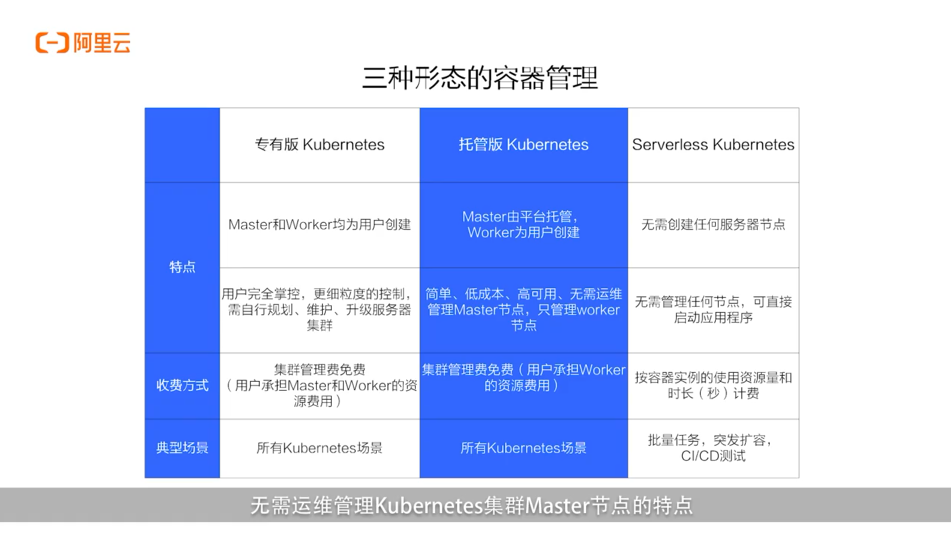 阿里云
三种形态的容器管理
专有版 Kubernetes
托管版 Kubernetes
Serverless Kubernetes
特点
Master和Worker均为用户创建
Master由平台托管,
Worker为用户创建
无需创建任何服务器节点
用户完全掌控，更细粒度的控制，
需自行规划、维护、升级服务器
集群
简单、低成本、高可用、无需运维
管理Master节点，只管理worker
节点
无需管理任何节点，可直接
启动应用程序
收费方式
集群管理费免费
（用户承担Master和Worker的资
源费用）
集群管理费免费（用户承担Worker
的资源费用）
按容器实例的使用资源量和
时长（秒）计费
典型场景
所有Kubernetes场景
所有Kubernetes场景
批量任务，突发扩容，
CI/CD测试
无需运维管理Kubernetes集群Master节点的特点